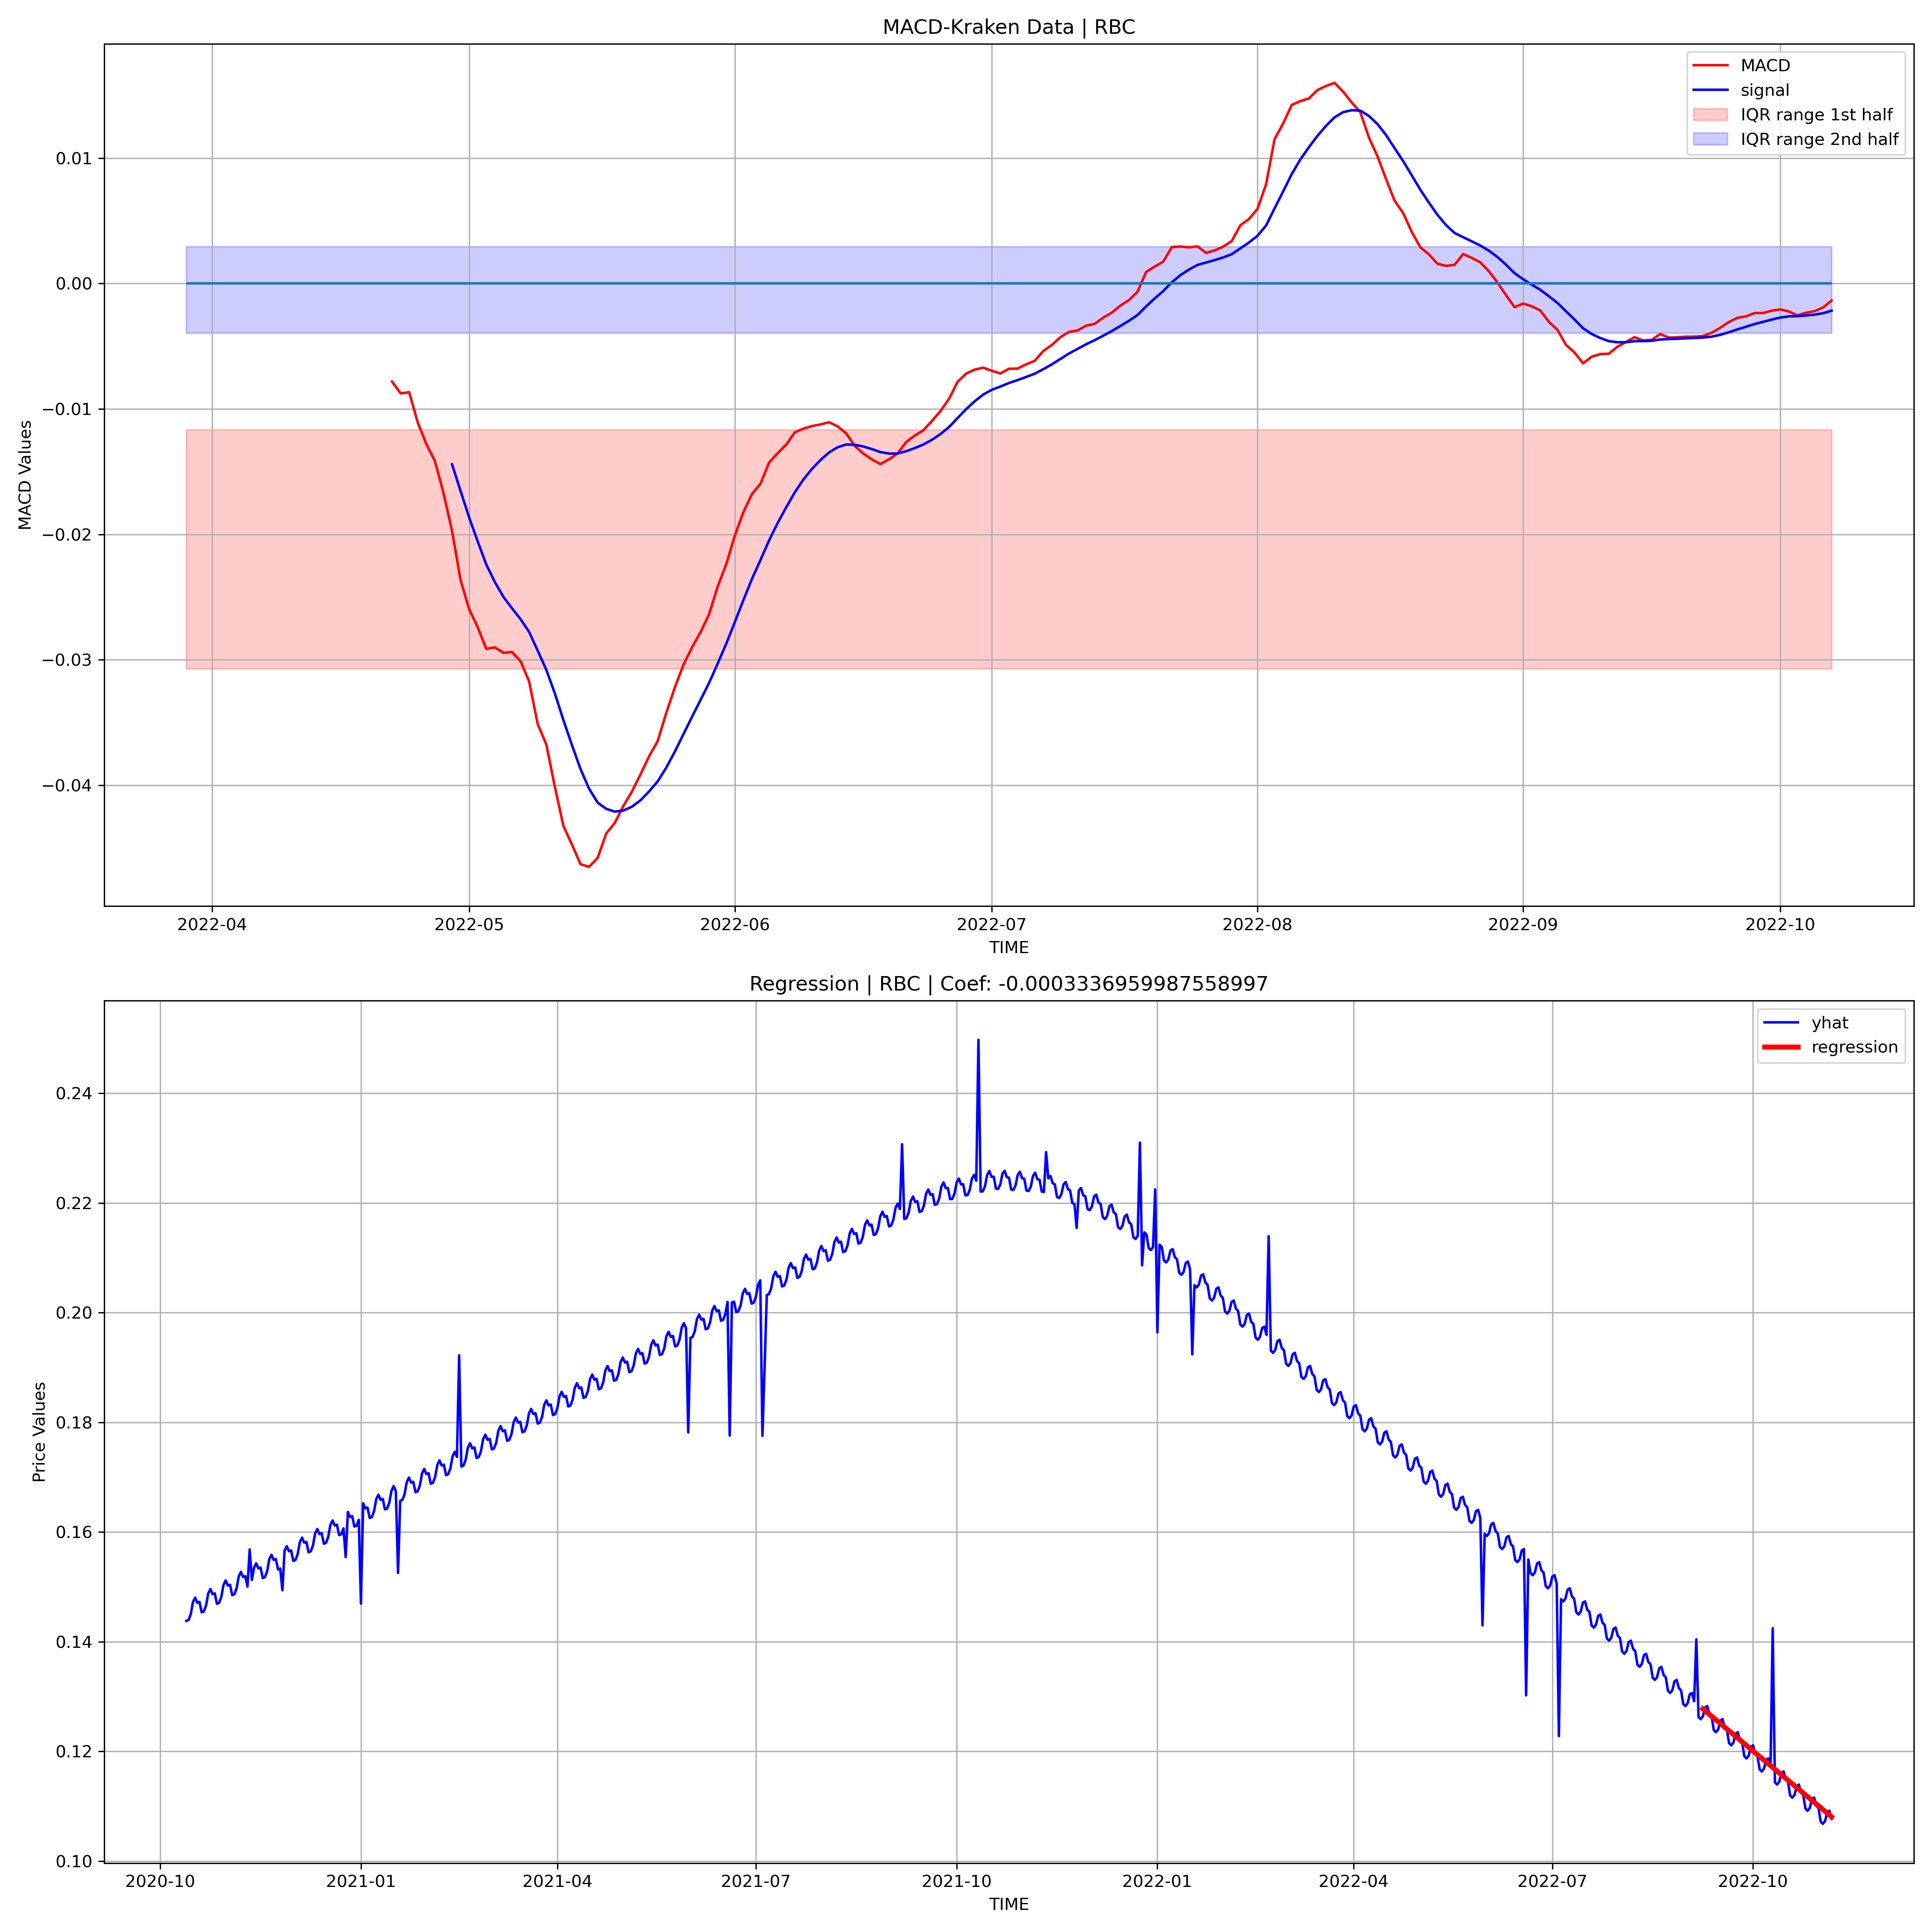 MACD-Kraken Data | RBC
MACD
signal
IQR range 1st half
IQR range 2nd half
0.01
0.00
−0.01
−0.02
−0.03
−0.04
MACD Values
2022-04 2022-05 2022-06 2022-07 2022-08 2022-09 2022-10
TIME
Regression | RBC | Coef: -0.0003336959987558997
yhat
regression
0.24
0.22
0.20
0.18
0.16
0.14
0.12
0.10
Price Values
2020-10 2021-01 2021-04 2021-07 2021-10 2022-01 2022-04 2022-07 2022-10
TIME